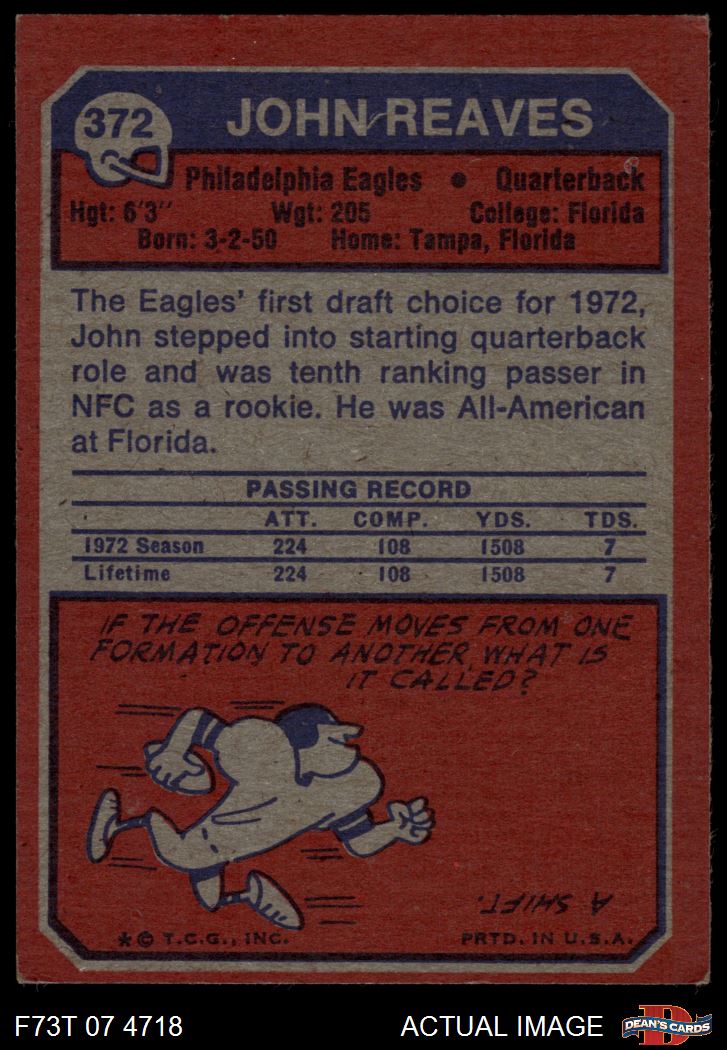 372
JOHN REAVES
Philadelphia Eagles • Quarterback
Hgt: 6'3" Wgt: 205 College: Florida
Born: 3-2-50 Home: Tampa, Florida
The Eagles' first draft choice for 1972,
John stepped into starting quarterback
role and was tenth ranking passer in
NFC as a rookie. He was All-American
at Florida.
PASSING RECORD
ATT. COMP. YDS. TDS.
1972 Season 224 108 1508 7
Lifetime 224 108 1508 7
IF THE OFFENSE MOVES FROM ONE
FORMATION TO ANOTHER, WHAT IS
IT CALLED?
A SHIFT.
*© T.C.G., INC. PRTD. IN U.S.A.
F73T 07 4718 ACTUAL IMAGE
D
DEAN'S CARDS